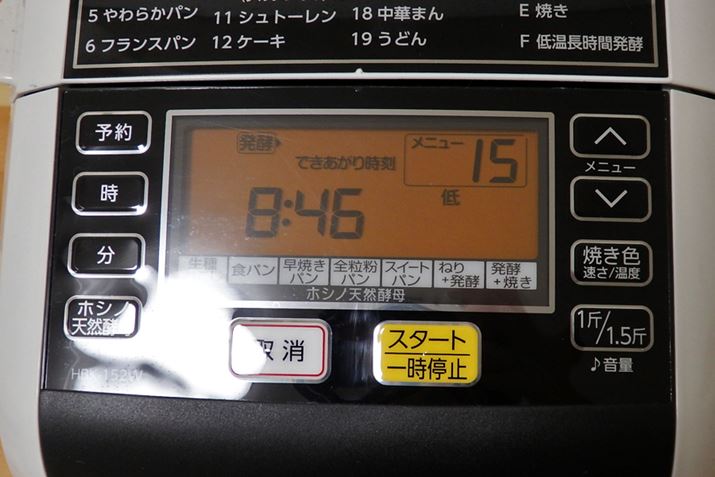 5 やわらかパン 11 シュトーレン 18 中華まん E 焼き
6 フランスパン 12 ケーキ 19 うどん F 低温長時間発酵
予約
時
分
ホシノ
天然酵母
発酵
できあがり時刻
メニュー 15
低
8:46
生種 食パン 早焼きパン 全粒粉パン スイートパン ねり+発酵 発酵+焼き
ホシノ天然酵母
メニュー
焼き色
速さ/温度
1斤/1.5斤
♪音量
取消
スタート
一時停止
HBK-152W